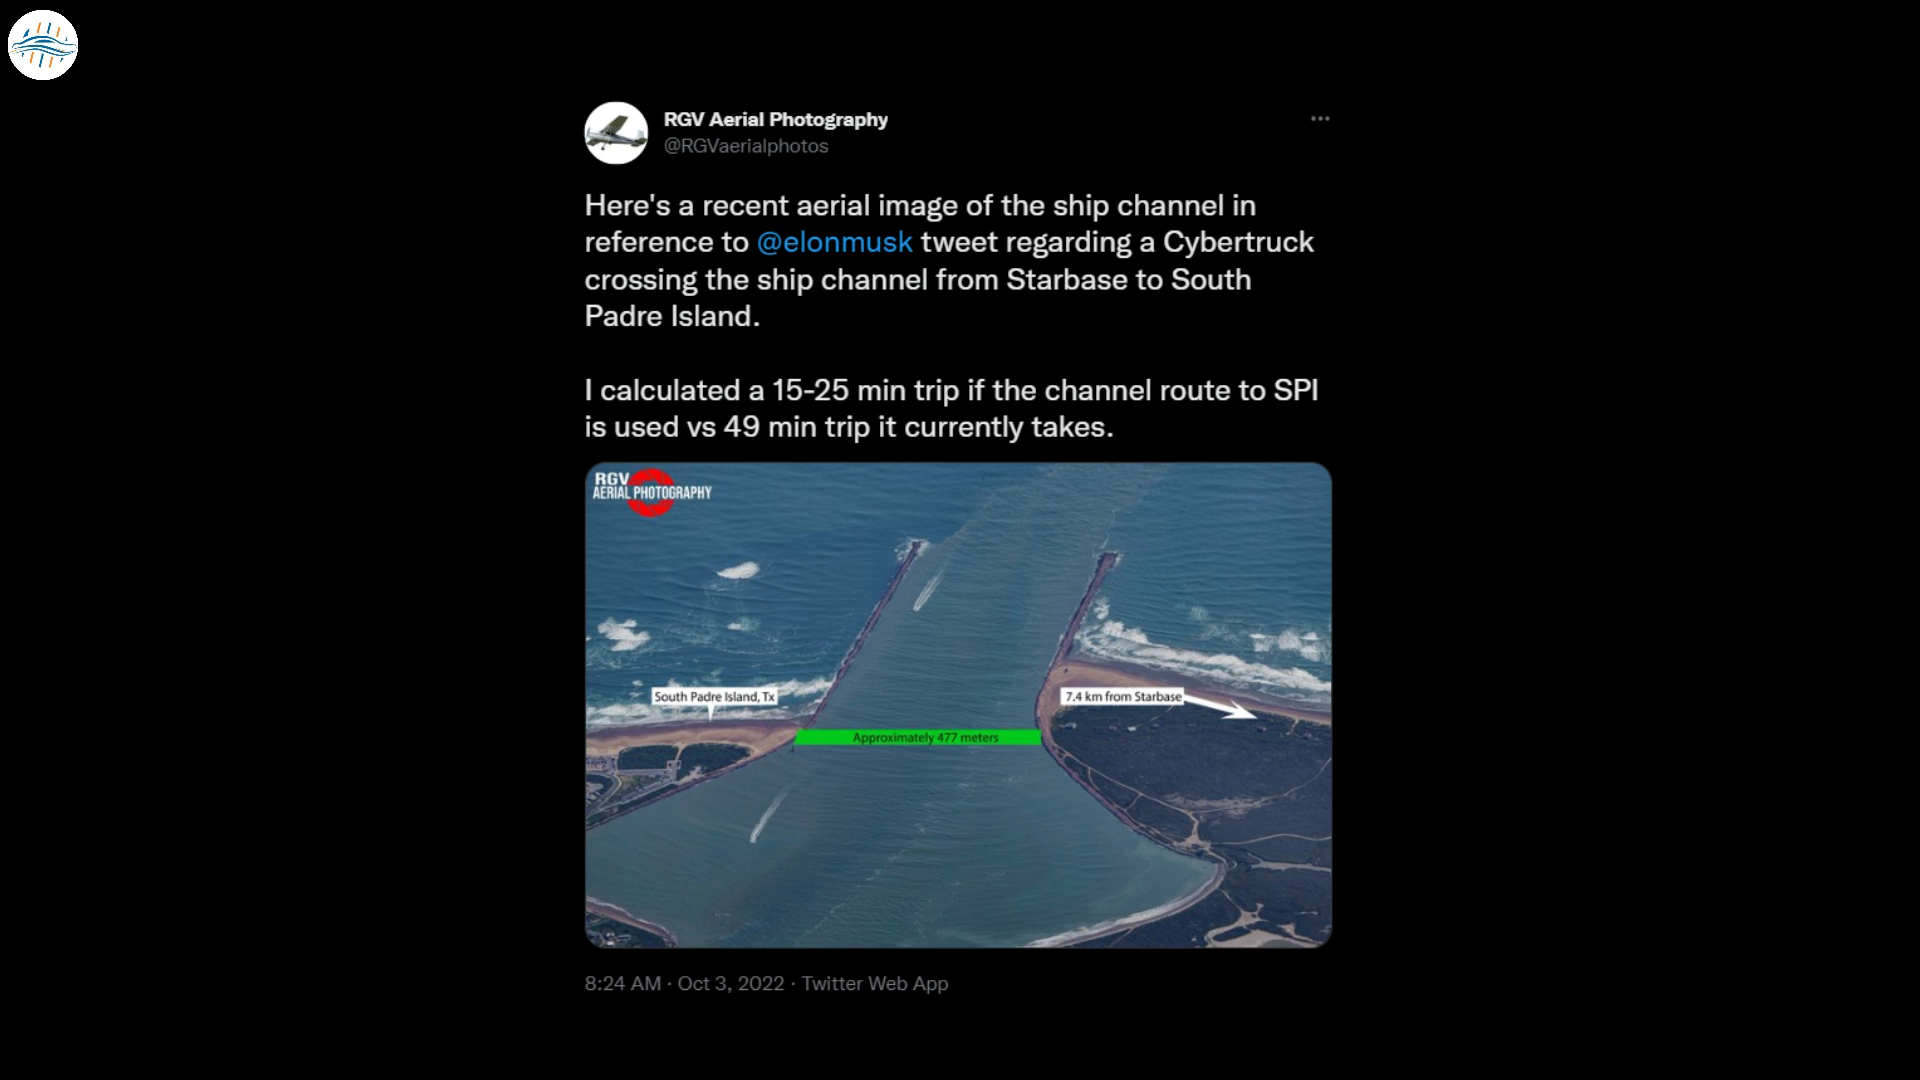 RGV Aerial Photography
@RGVaerialphotos
Here's a recent aerial image of the ship channel in
reference to @elonmusk tweet regarding a Cybertruck
crossing the ship channel from Starbase to South
Padre Island.
I calculated a 15-25 min trip if the channel route to SPI
is used vs 49 min trip it currently takes.
RGV
AERIAL PHOTOGRAPHY
South Padre Island, Tx
7.4 km from Starbase
Approximately 477 meters
8:24 AM · Oct 3, 2022 · Twitter Web App